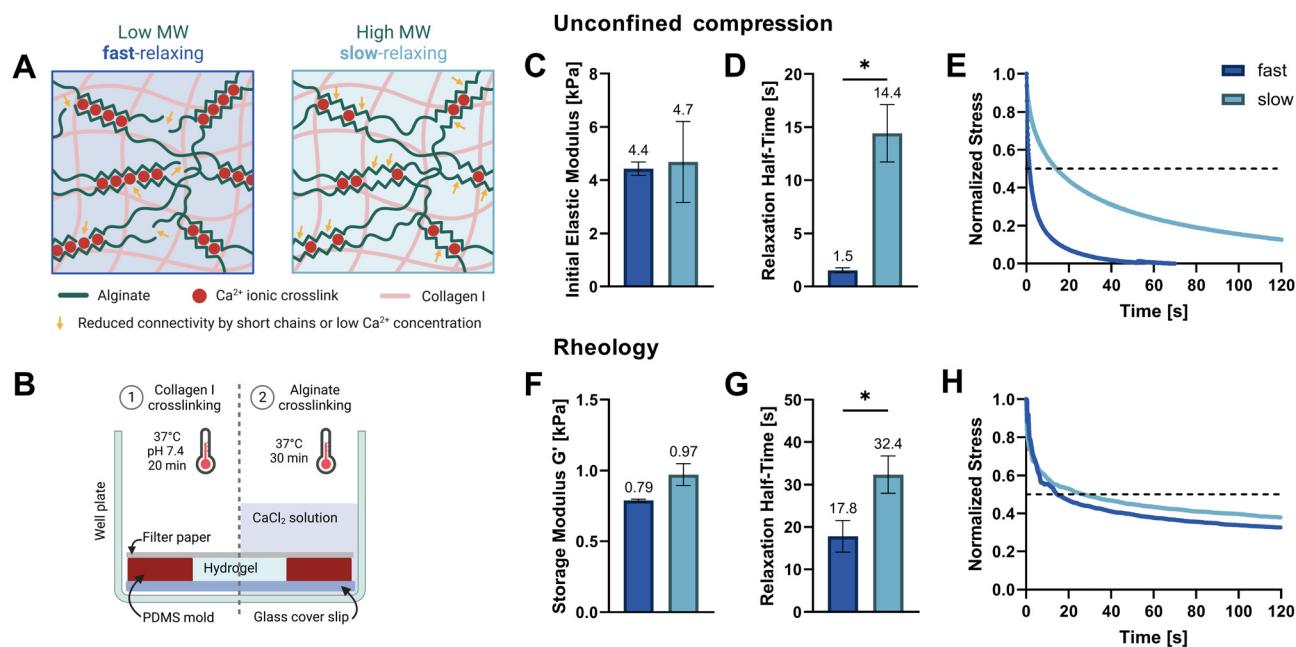 Unconfined compression
A
Low MW
fast-relaxing
High MW
slow-relaxing
Alginate
Ca²⁺ ionic crosslink
Collagen I
Reduced connectivity by short chains or low Ca²⁺ concentration
C
Initial Elastic Modulus [kPa]
8
6
4
2
0
4.4
4.7
D
Relaxation Half-Time [s]
20
15
10
5
0
*
1.5
14.4
E
Normalized Stress
1.0
0.8
0.6
0.4
0.2
0.0
0 20 40 60 80 100 120
Time [s]
fast
slow
B
1
Collagen I
crosslinking
2
Alginate
crosslinking
37°C
pH 7.4
20 min
37°C
30 min
Well plate
CaCl₂ solution
Filter paper
Hydrogel
PDMS mold
Glass cover slip
Rheology
F
Storage Modulus G' [kPa]
1.5
1.0
0.5
0.0
0.79
0.97
G
Relaxation Half-Time [s]
50
40
30
20
10
0
*
17.8
32.4
H
Normalized Stress
1.0
0.8
0.6
0.4
0.2
0.0
0 20 40 60 80 100 120
Time [s]